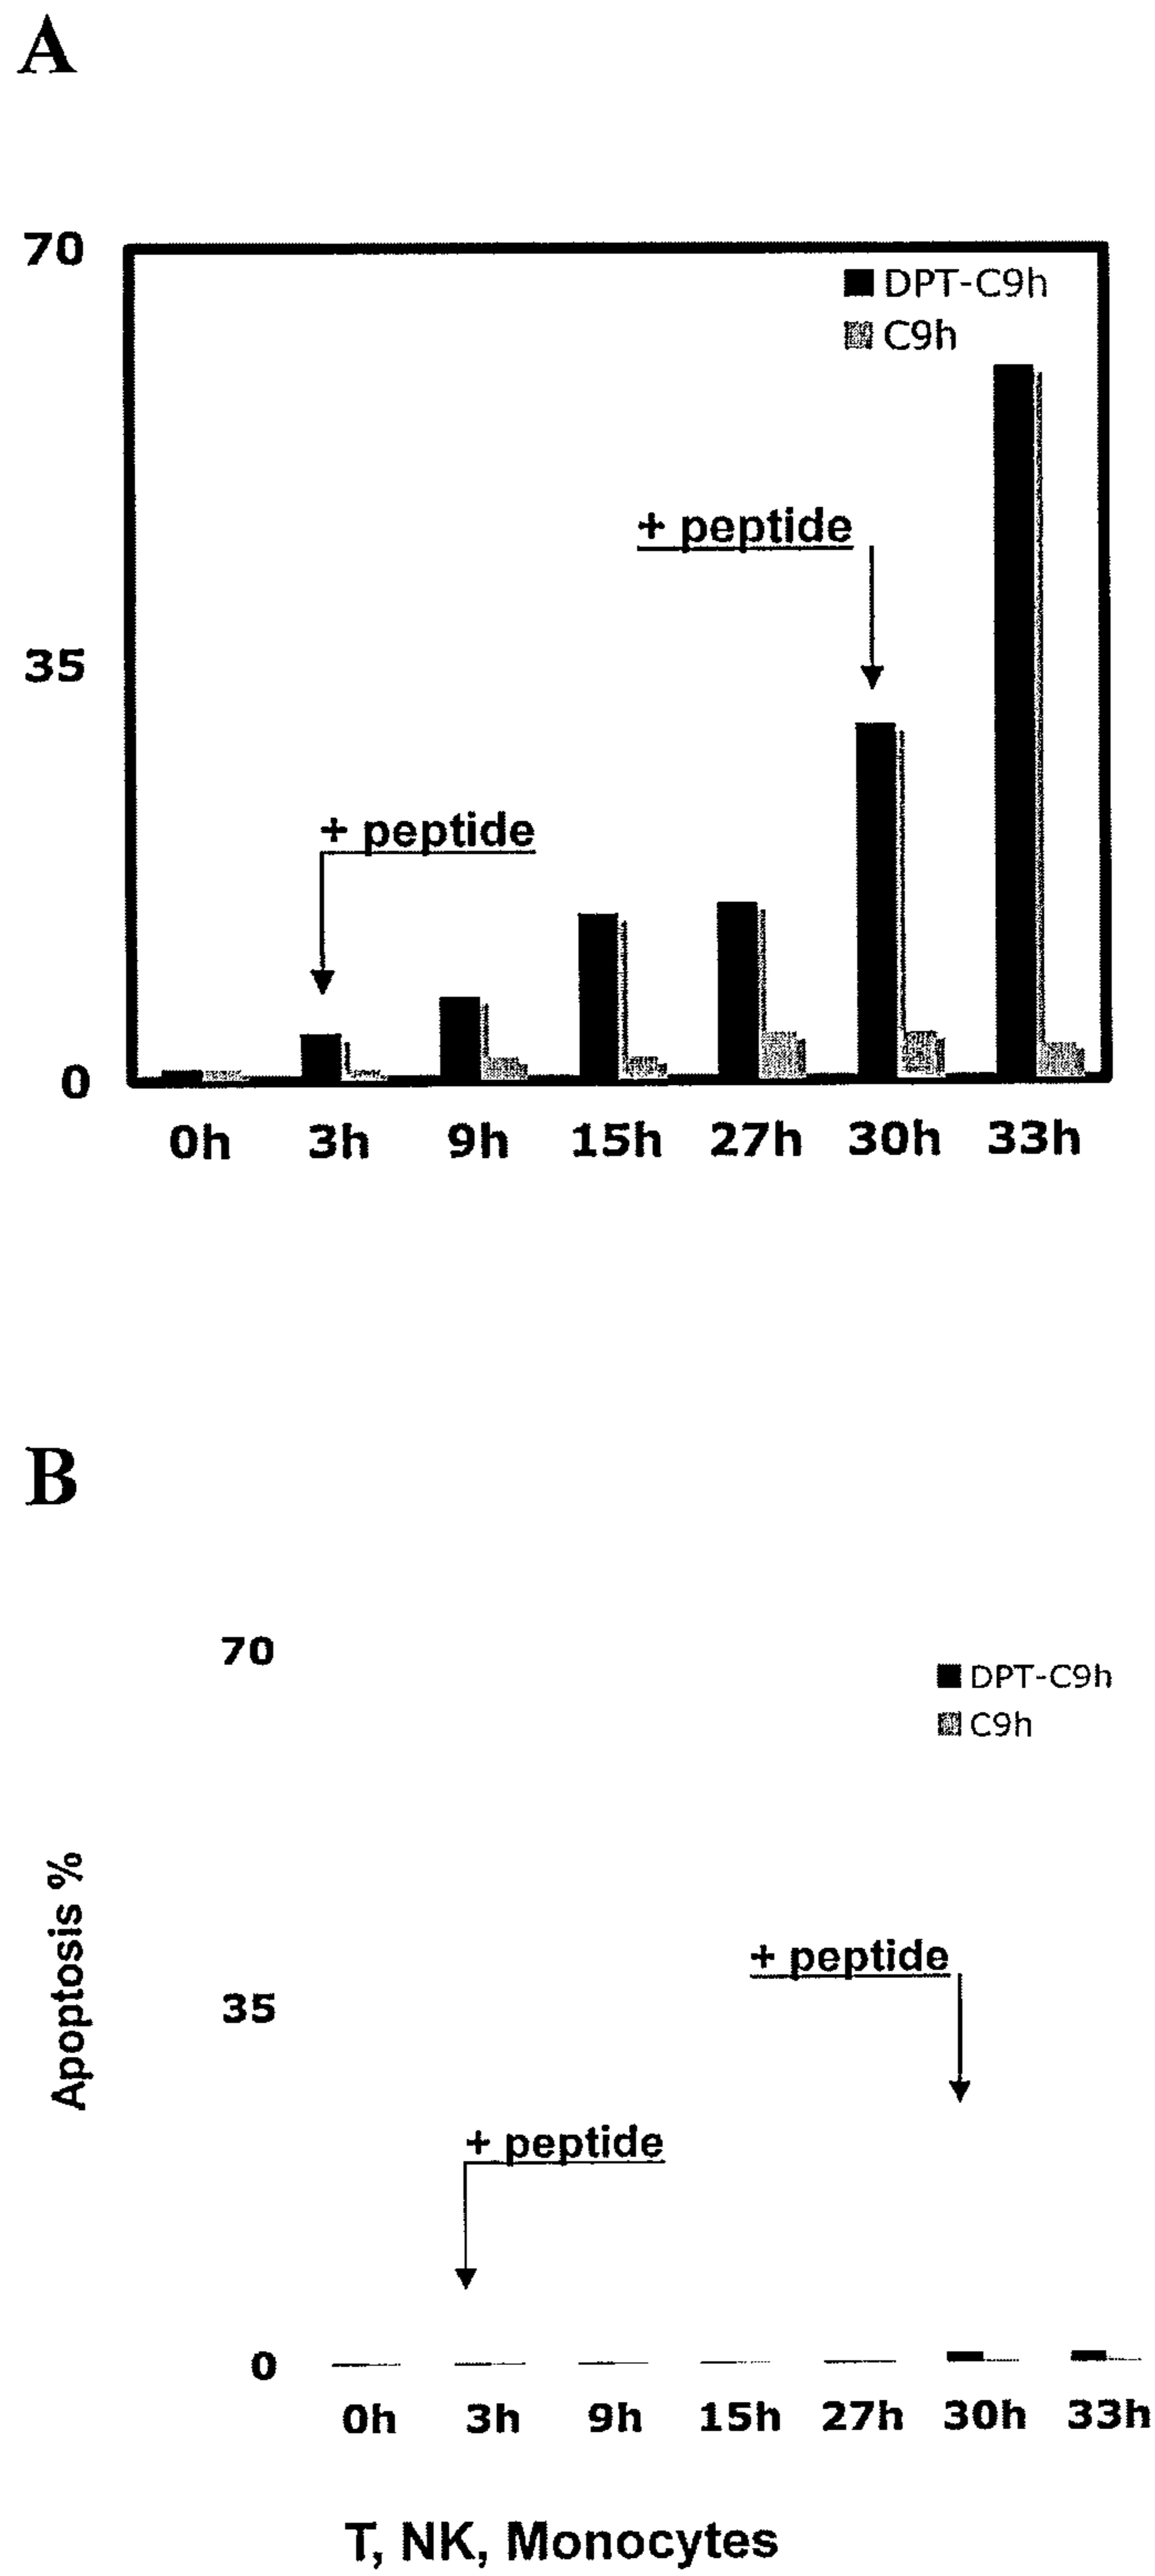 A
70
DPT-C9h
C9h
+ peptide
35
+ peptide
0
0h 3h 9h 15h 27h 30h 33h
B
70
DPT-C9h
C9h
Apoptosis %
+ peptide
35
+ peptide
0
0h 3h 9h 15h 27h 30h 33h
T, NK, Monocytes